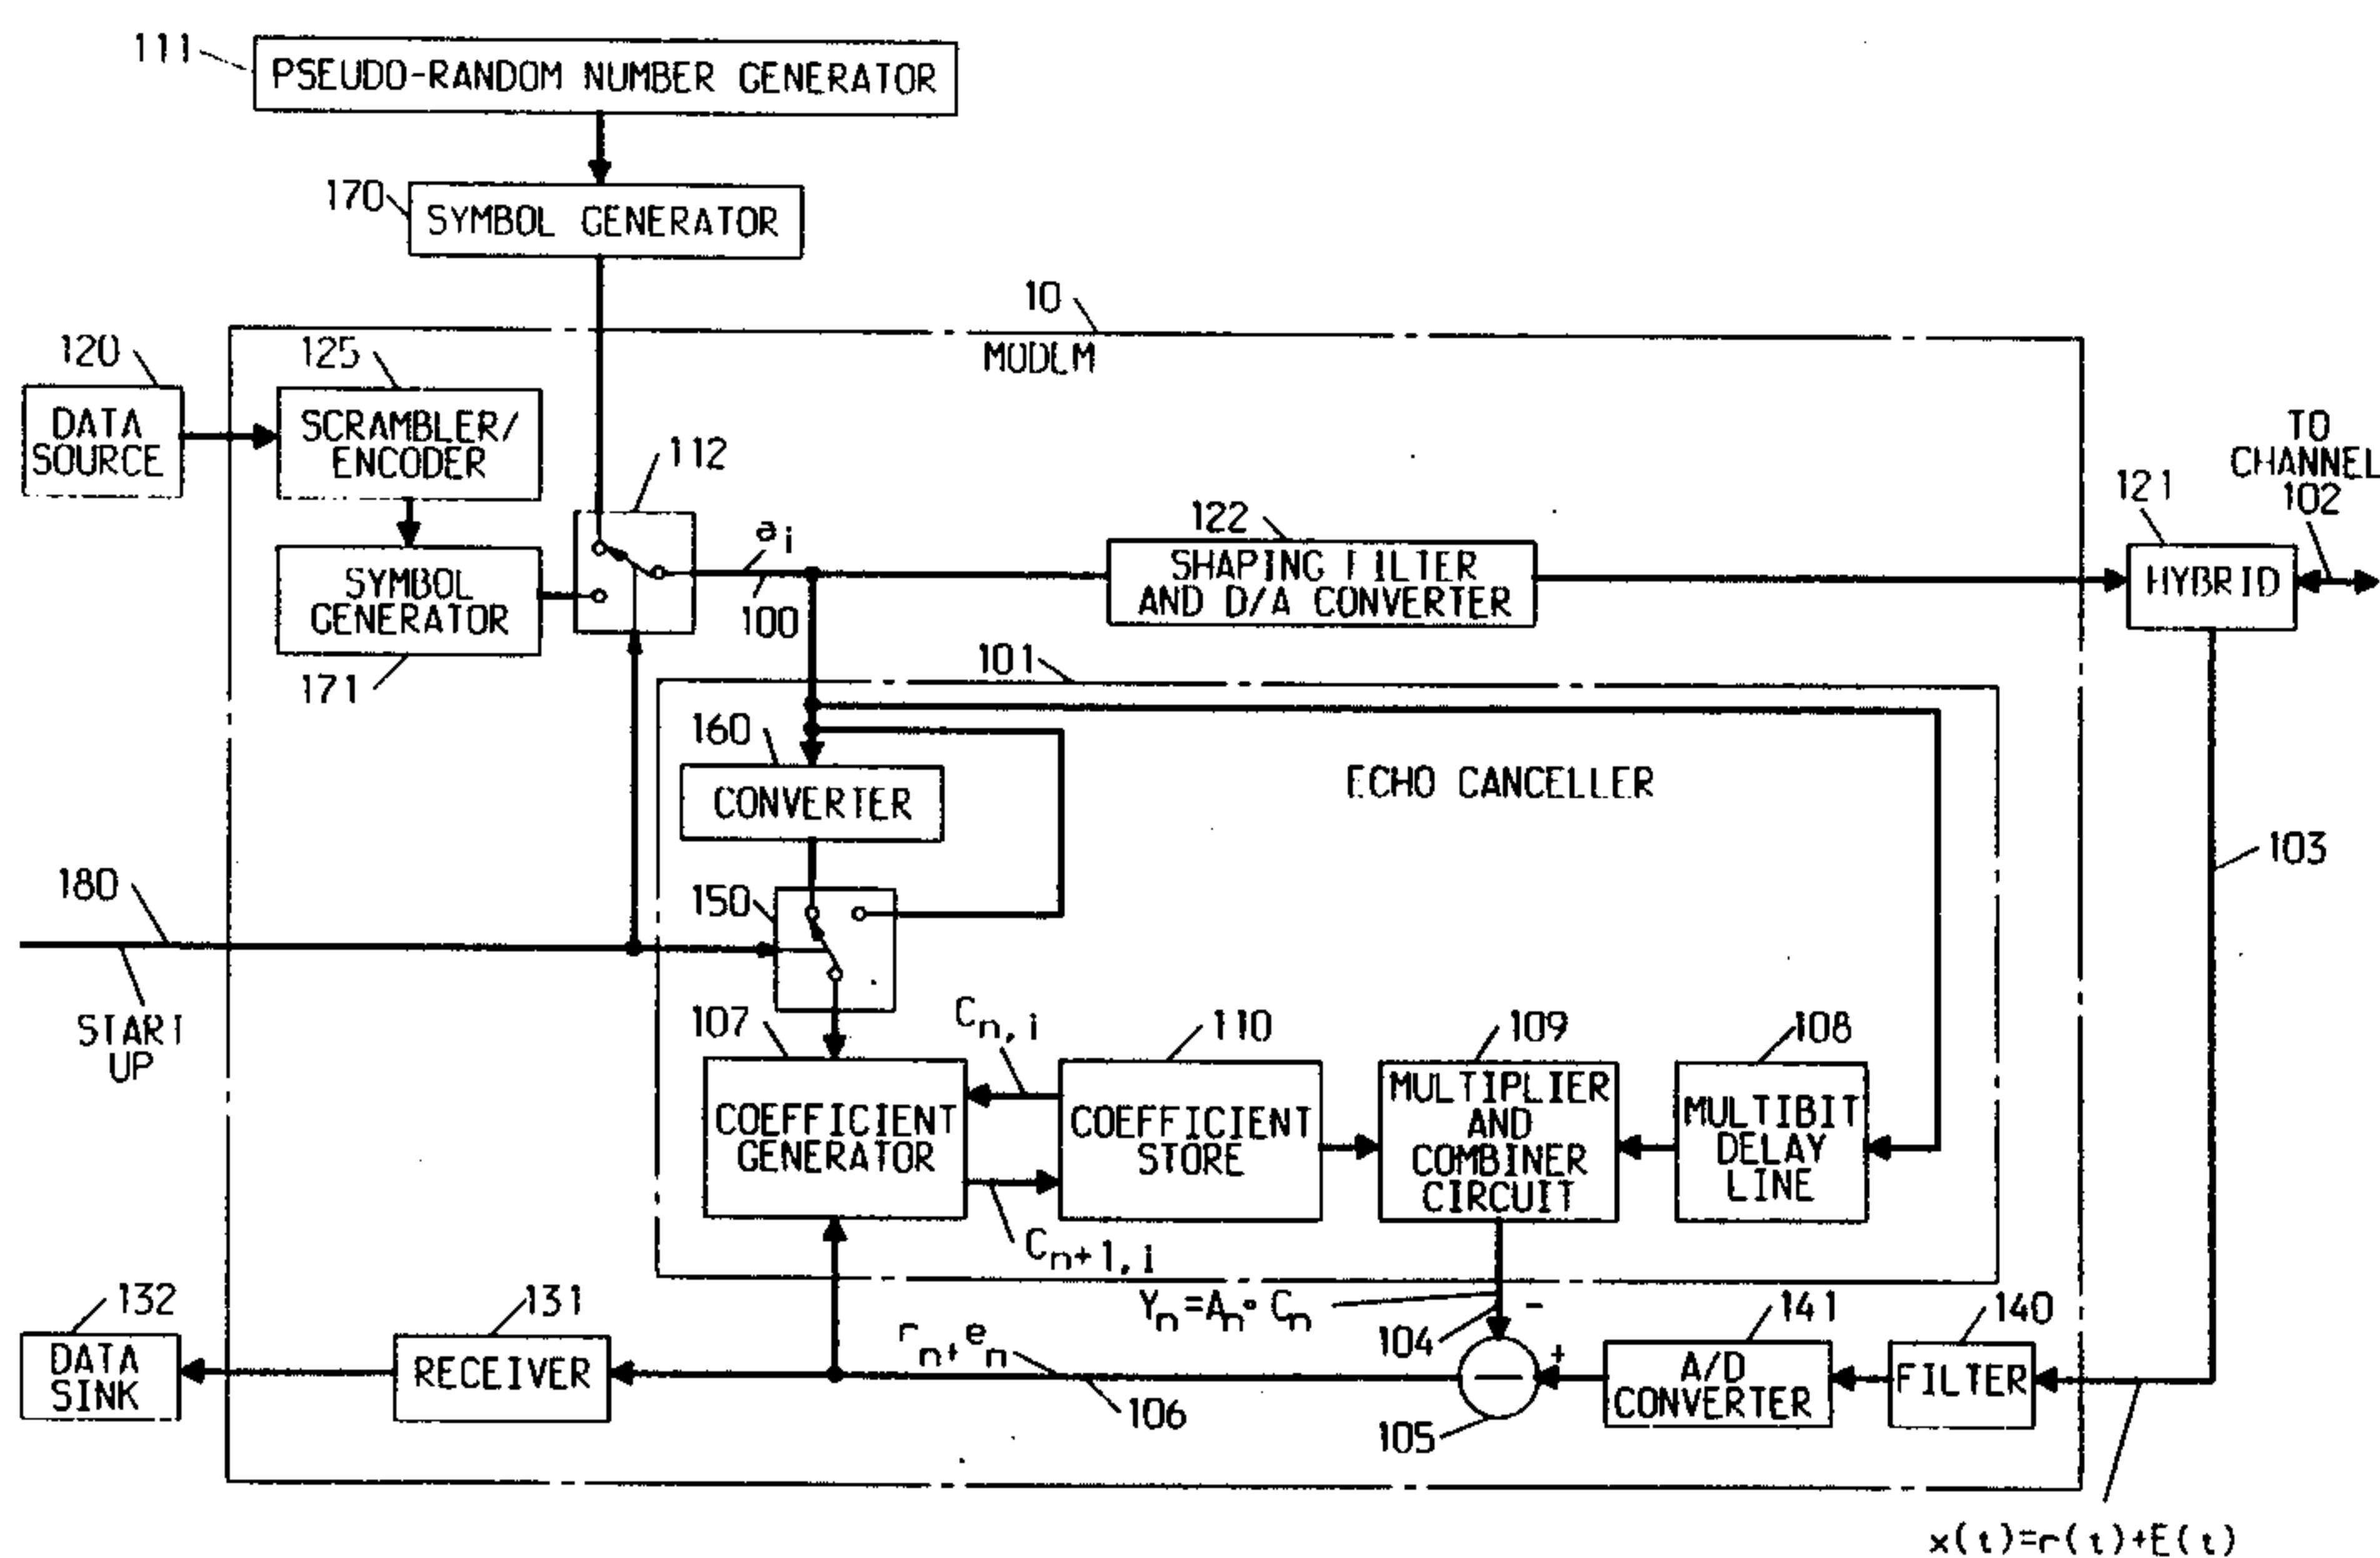 111
PSEUDO-RANDOM NUMBER GENERATOR
170
SYMBOL GENERATOR
10
MODEM
120
DATA
SOURCE
125
SCRAMBLER/
ENCODER
112
SYMBOL
GENERATOR
171
a i
100
122
SHAPING FILTER
AND D/A CONVERTER
121
HYBRID
TO
CHANNEL
102
101
160
CONVERTER
ECHO CANCELLER
103
180
START
UP
150
107
COEFFICIENT
GENERATOR
C n, i
C n+1, i
110
COEFFICIENT
STORE
109
MULTIPLIER
AND
COMBINER
CIRCUIT
108
MULTIBIT
DELAY
LINE
132
DATA
SINK
131
RECEIVER
r n + e n
106
Y n = A n • C n
104
-
+
105
141
A/D
CONVERTER
140
FILTER
x(t)=r(t)+E(t)